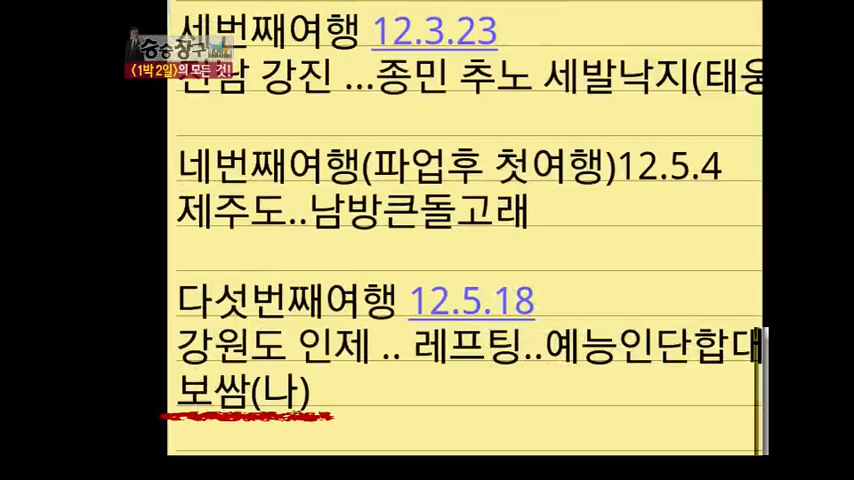 세번째여행 12.3.23
승승장구
<1박2일>의 모든 것!
전남 강진 ...종민 추노 세발낙지(태웅
네번째여행(파업후 첫여행)12.5.4
제주도..남방큰돌고래
다섯번째여행 12.5.18
강원도 인제 .. 레프팅..예능인단합대
보쌈(나)